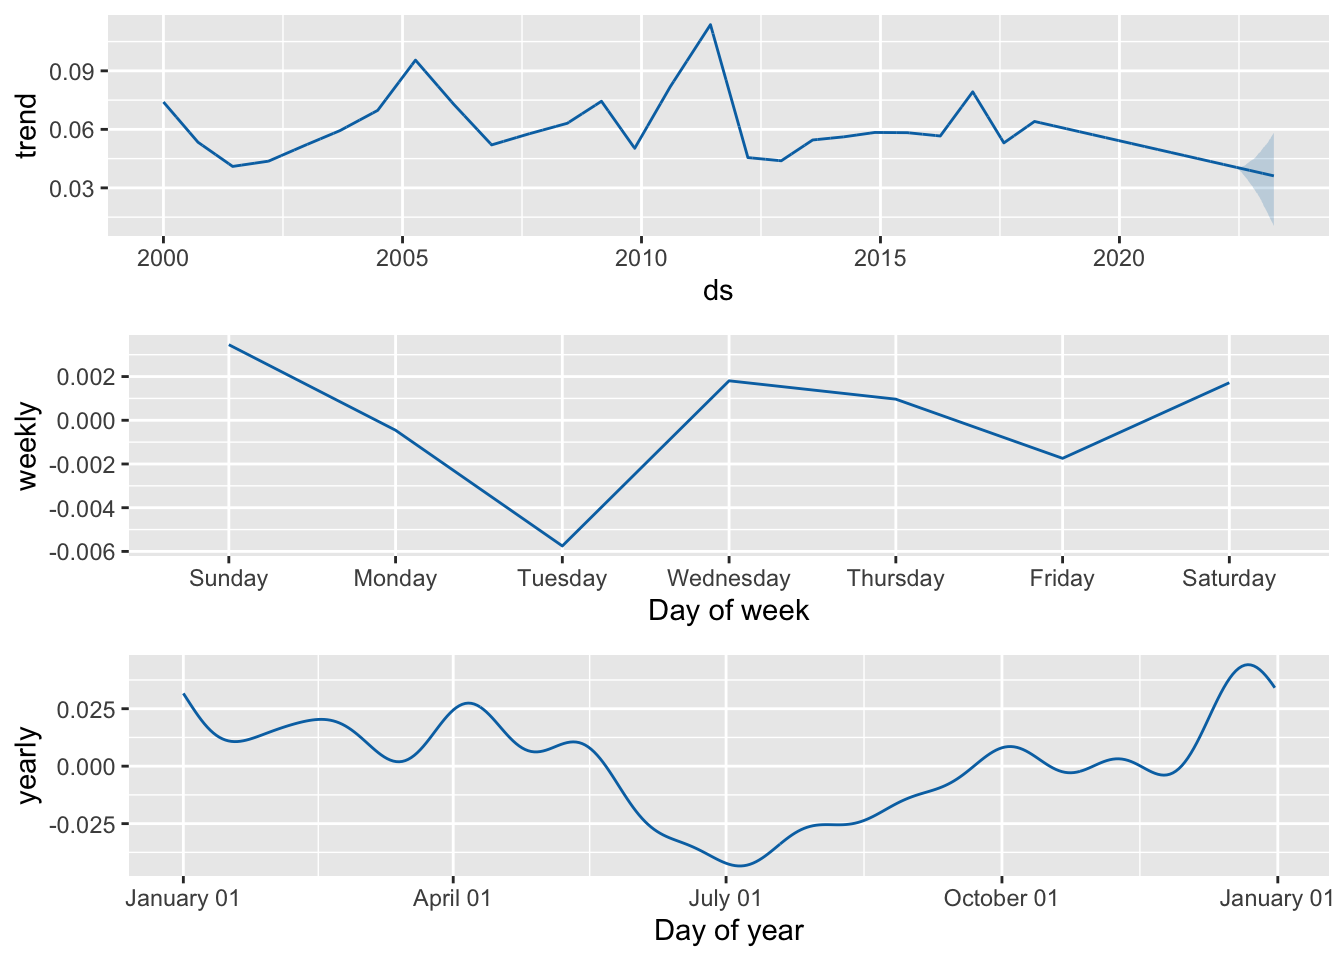 trend
0.09
0.06
0.03
2000 2005 2010 2015 2020
ds
weekly
0.002
0.000
-0.002
-0.004
-0.006
Sunday Monday Tuesday Wednesday Thursday Friday Saturday
Day of week
yearly
0.025
0.000
-0.025
January 01 April 01 July 01 October 01 January 01
Day of year